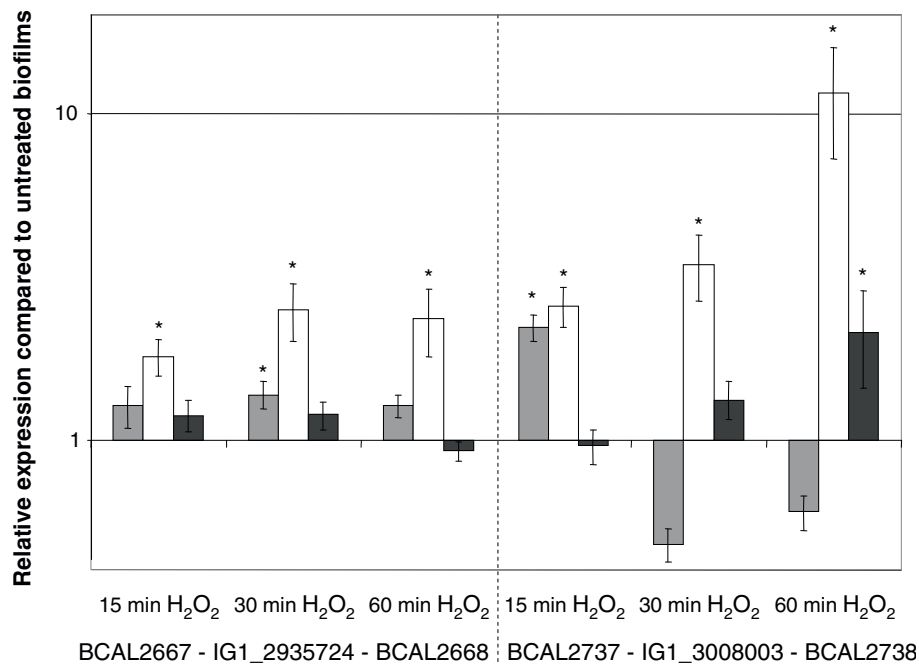 Relative expression compared to untreated biofilms
10
1
* * * * * * * * *
15 min H₂O₂ 30 min H₂O₂ 60 min H₂O₂ 15 min H₂O₂ 30 min H₂O₂ 60 min H₂O₂
BCAL2667 - IG1_2935724 - BCAL2668 BCAL2737 - IG1_3008003 - BCAL2738